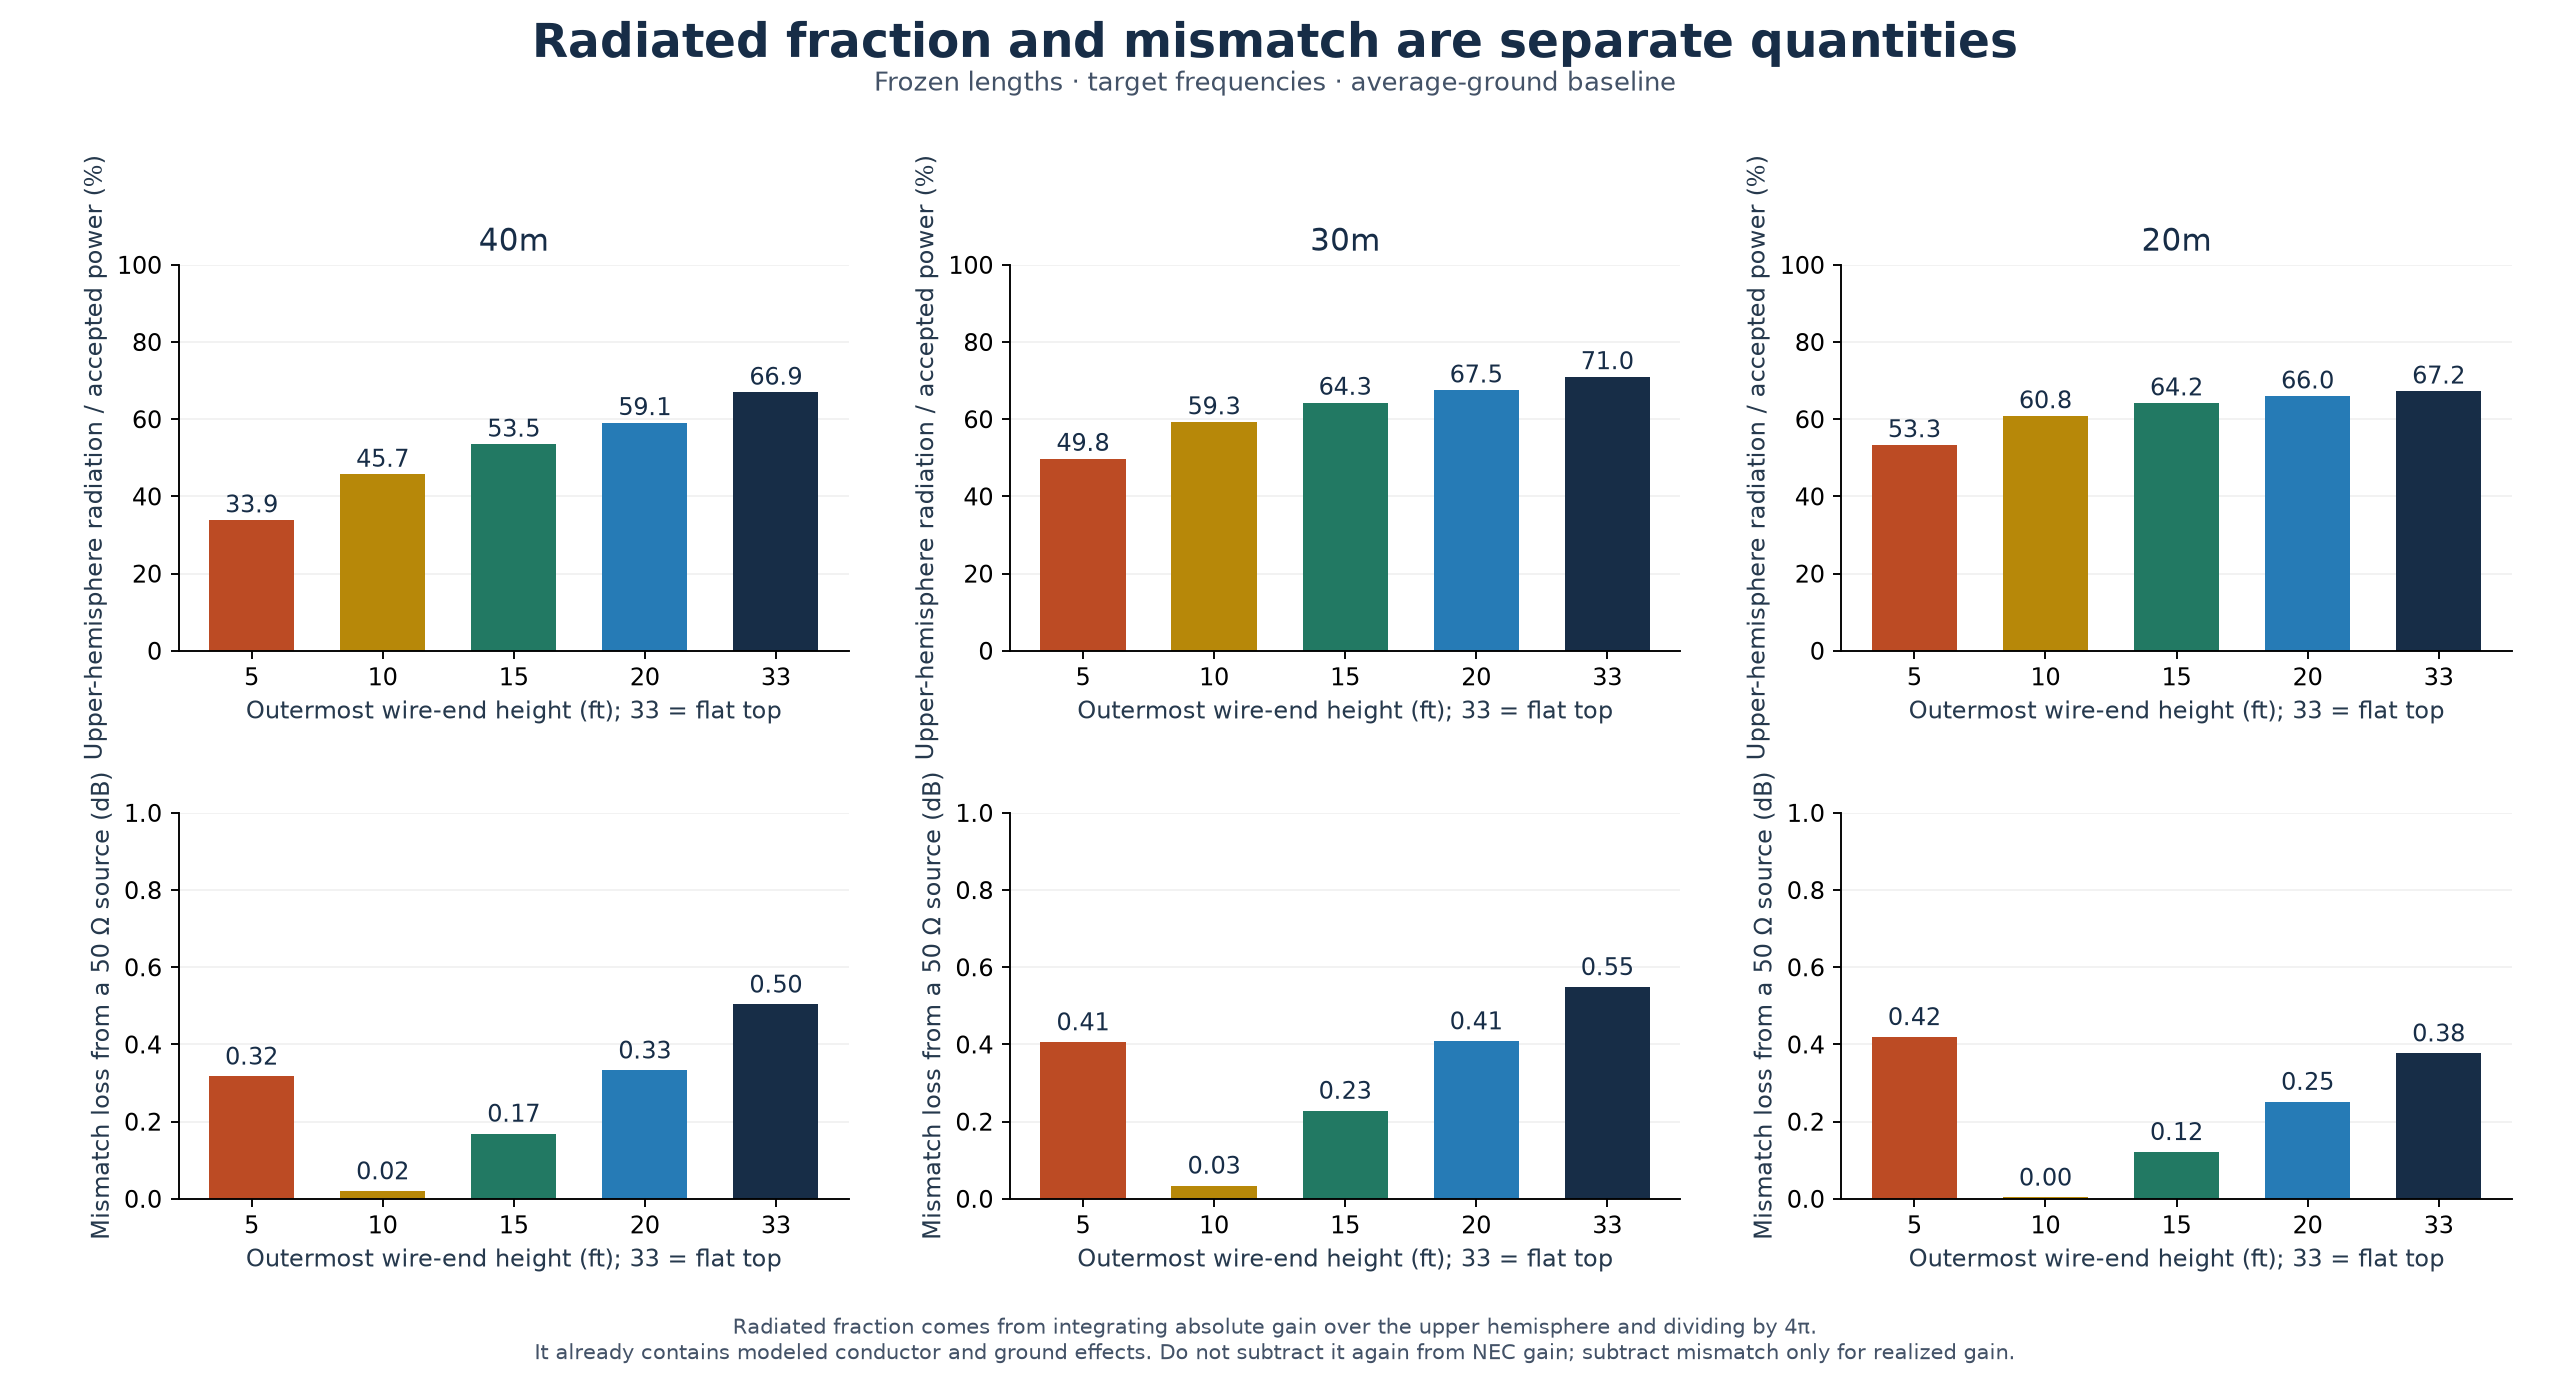 Radiated fraction and mismatch are separate quantities
Frozen lengths · target frequencies · average-ground baseline
40m
Upper-hemisphere radiation / accepted power (%)
100
80
60
40
20
0
33.9
45.7
53.5
59.1
66.9
5 10 15 20 33
Outermost wire-end height (ft); 33 = flat top
30m
Upper-hemisphere radiation / accepted power (%)
100
80
60
40
20
0
49.8
59.3
64.3
67.5
71.0
5 10 15 20 33
Outermost wire-end height (ft); 33 = flat top
20m
Upper-hemisphere radiation / accepted power (%)
100
80
60
40
20
0
53.3
60.8
64.2
66.0
67.2
5 10 15 20 33
Outermost wire-end height (ft); 33 = flat top
Mismatch loss from a 50 Ω source (dB)
1.0
0.8
0.6
0.4
0.2
0.0
0.32
0.02
0.17
0.33
0.50
5 10 15 20 33
Outermost wire-end height (ft); 33 = flat top
Mismatch loss from a 50 Ω source (dB)
1.0
0.8
0.6
0.4
0.2
0.0
0.41
0.03
0.23
0.41
0.55
5 10 15 20 33
Outermost wire-end height (ft); 33 = flat top
Mismatch loss from a 50 Ω source (dB)
1.0
0.8
0.6
0.4
0.2
0.0
0.42
0.00
0.12
0.25
0.38
5 10 15 20 33
Outermost wire-end height (ft); 33 = flat top
Radiated fraction comes from integrating absolute gain over the upper hemisphere and dividing by 4π.
It already contains modeled conductor and ground effects. Do not subtract it again from NEC gain; subtract mismatch only for realized gain.